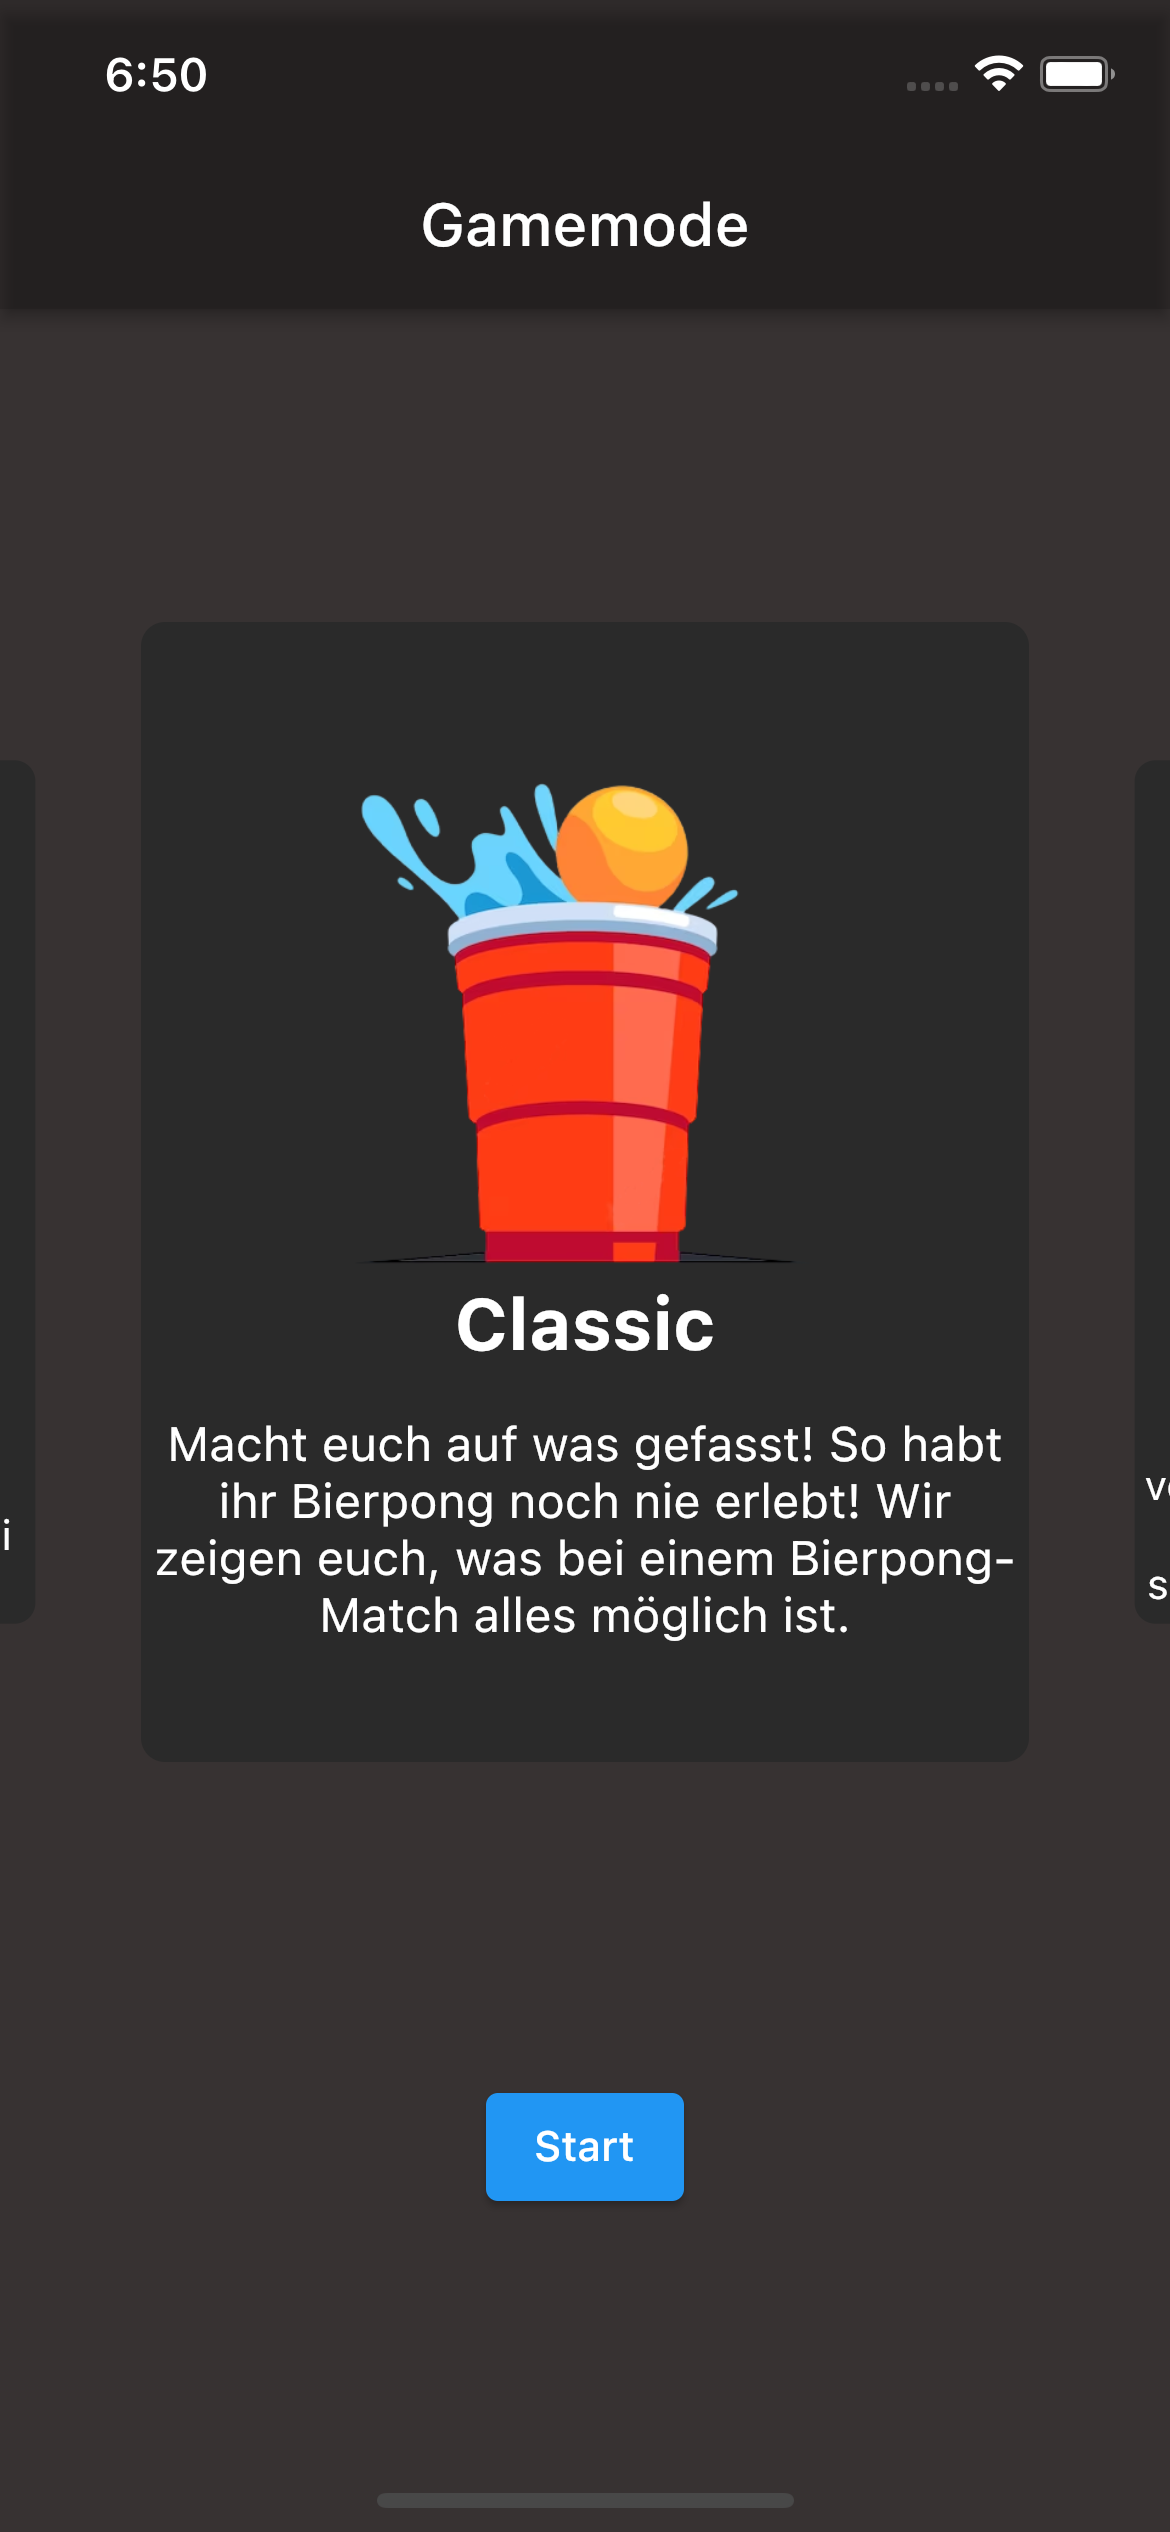 6:50
Gamemode
Classic
Macht euch auf was gefasst! So habt
ihr Bierpong noch nie erlebt! Wir
zeigen euch, was bei einem Bierpong-
Match alles möglich ist.
Start